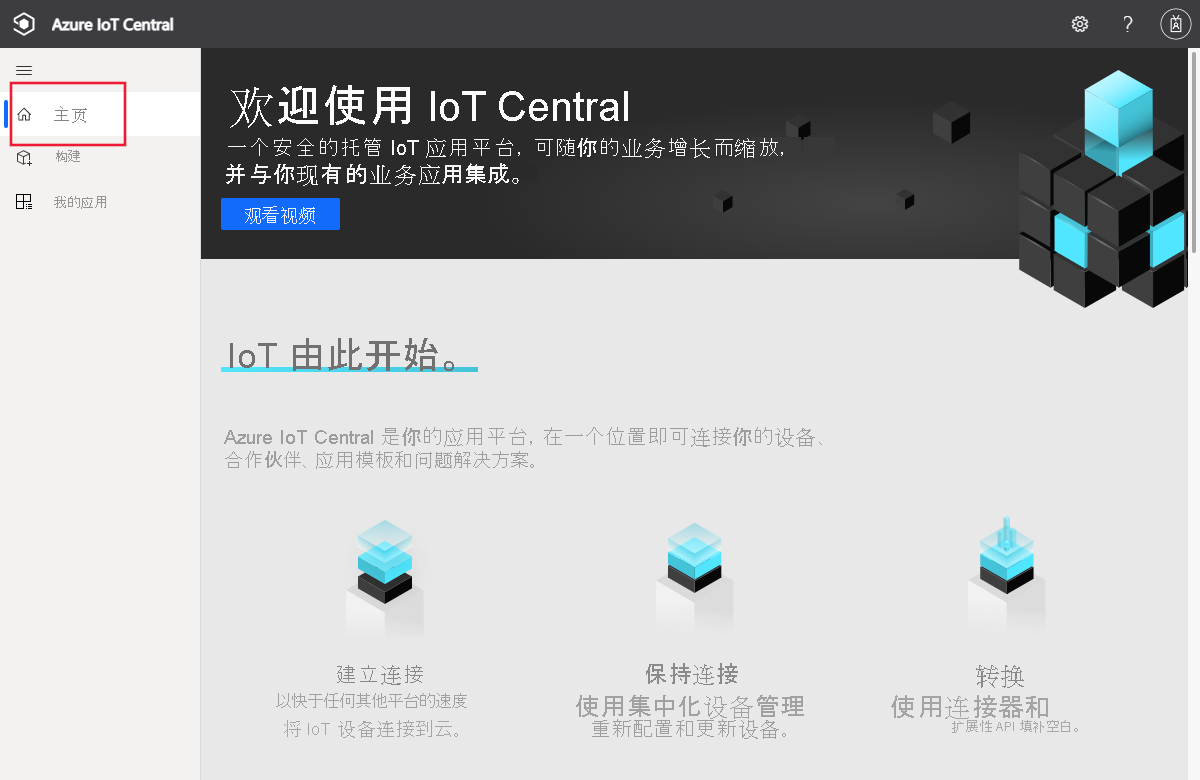 Azure IoT Central
?
主页
构建
我的应用
欢迎使用 IoT Central
一个安全的托管 IoT 应用平台, 可随你的业务增长而缩放,
并与你现有的业务应用集成。
观看视频
IoT 由此开始。
Azure IoT Central 是你的应用平台, 在一个位置即可连接你的设备、
合作伙伴、应用模板和问题解决方案。
建立连接
以快于任何其他平台的速度
将 IoT 设备连接到云。
保持连接
使用集中化设备管理
重新配置和更新设备。
转换
使用连接器和
扩展性 API 填补空白。